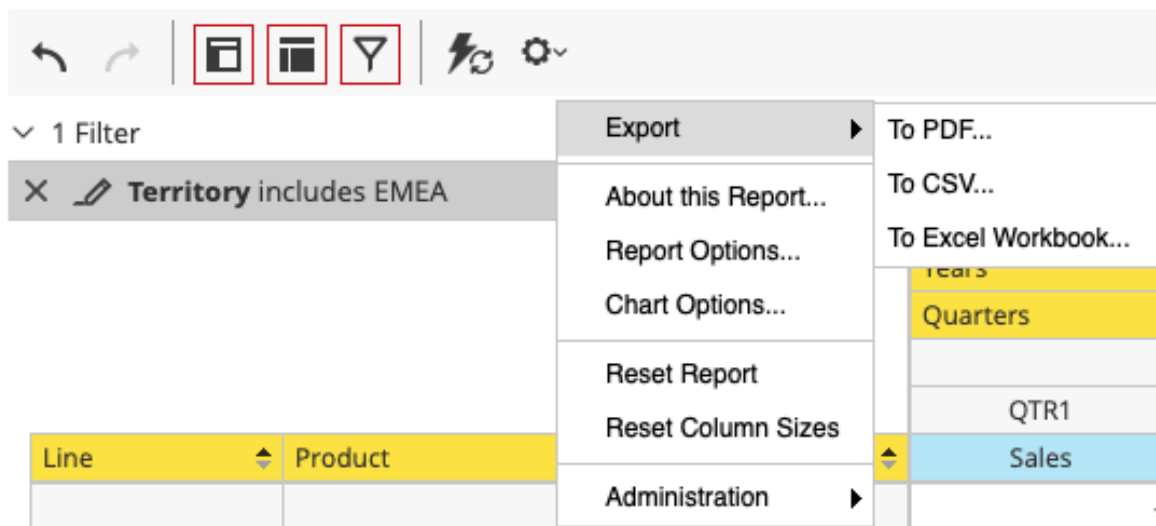 1 Filter
Territory includes EMEA
Export
To PDF...
To CSV...
To Excel Workbook...
About this Report...
Report Options...
Chart Options...
Reset Report
Reset Column Sizes
Administration
Years
Quarters
QTR1
Line
Product
Sales